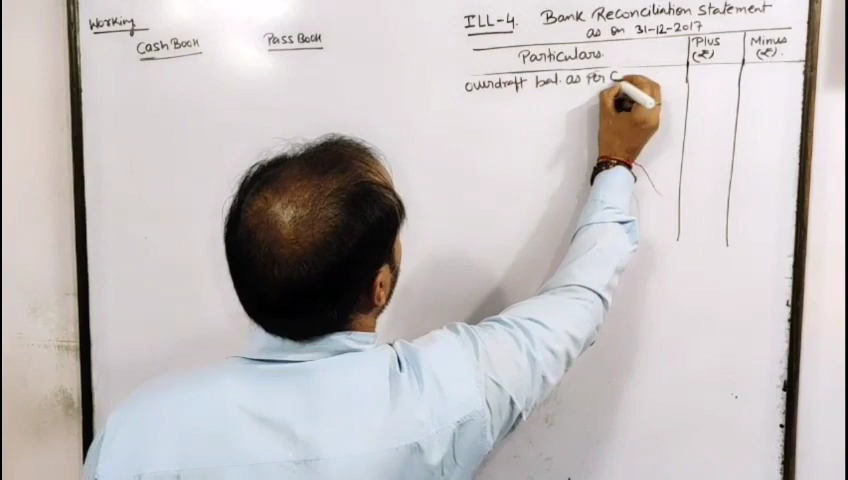 Working
Cash Book
Pass Book
ILL-4. Bank Reconciliation Statement
as on 31-12-2017
Particulars.
Plus
(₹)
Minus
(₹).
overdraft bal. as per C